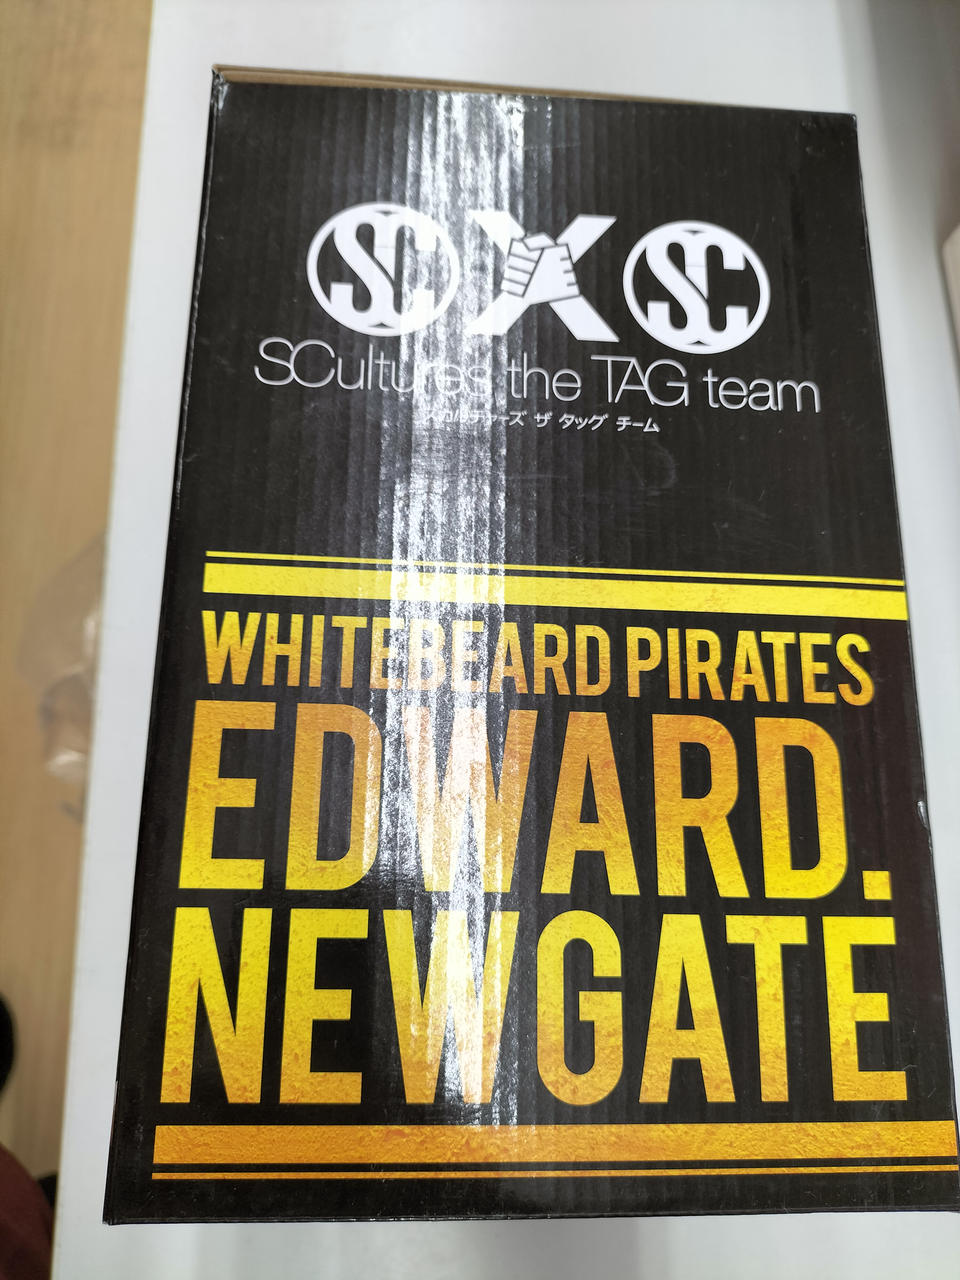 SC X SC
SCultures the TAG team
スカルチャーズ ザ タッグ チーム
WHITEBEARD PIRATES
EDWARD.
NEWGATE